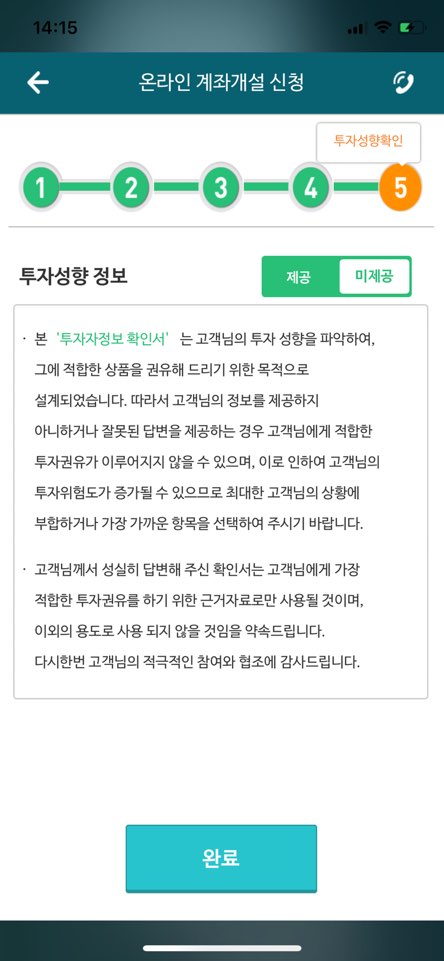 14:15
온라인 계좌개설 신청
투자성향확인
1 2 3 4 5
투자성향 정보
제공 미제공
· 본 '투자자정보 확인서' 는 고객님의 투자 성향을 파악하여,
그에 적합한 상품을 권유해 드리기 위한 목적으로
설계되었습니다. 따라서 고객님의 정보를 제공하지
아니하거나 잘못된 답변을 제공하는 경우 고객님에게 적합한
투자권유가 이루어지지 않을 수 있으며, 이로 인하여 고객님의
투자위험도가 증가될 수 있으므로 최대한 고객님의 상황에
부합하거나 가장 가까운 항목을 선택하여 주시기 바랍니다.
· 고객님께서 성실히 답변해 주신 확인서는 고객님에게 가장
적합한 투자권유를 하기 위한 근거자료로만 사용될 것이며,
이외의 용도로 사용 되지 않을 것임을 약속드립니다.
다시한번 고객님의 적극적인 참여와 협조에 감사드립니다.
완료